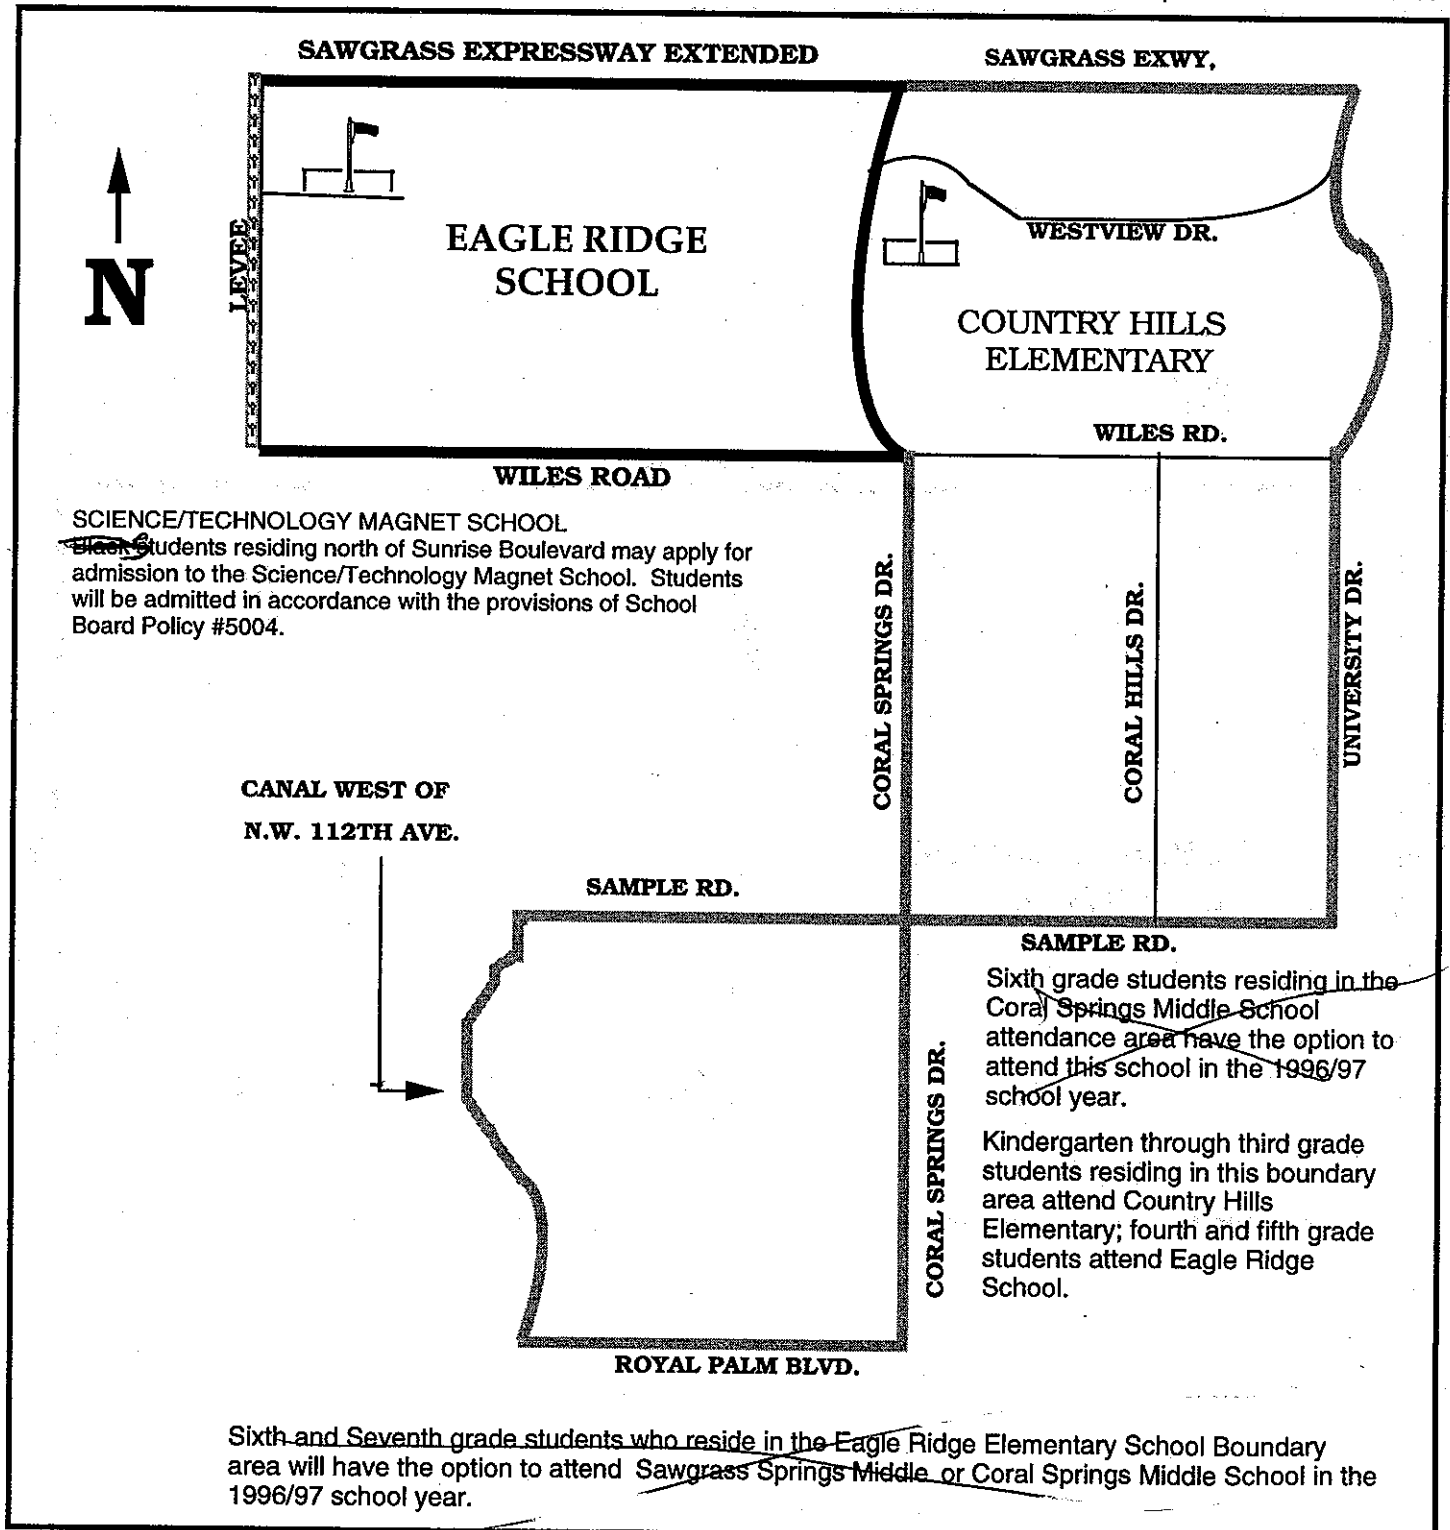 SAWGRASS EXPRESSWAY EXTENDED
SAWGRASS EXWY.
N
LEVEE
EAGLE RIDGE
SCHOOL
WESTVIEW DR.
COUNTRY HILLS
ELEMENTARY
WILES RD.
WILES ROAD
SCIENCE/TECHNOLOGY MAGNET SCHOOL
Black students residing north of Sunrise Boulevard may apply for
admission to the Science/Technology Magnet School. Students
will be admitted in accordance with the provisions of School
Board Policy #5004.
CORAL SPRINGS DR.
CORAL HILLS DR.
UNIVERSITY DR.
CANAL WEST OF
N.W. 112TH AVE.
SAMPLE RD.
SAMPLE RD.
Sixth grade students residing in the
Coral Springs Middle School
attendance area have the option to
attend this school in the 1996/97
school year.
CORAL SPRINGS DR.
Kindergarten through third grade
students residing in this boundary
area attend Country Hills
Elementary; fourth and fifth grade
students attend Eagle Ridge
School.
ROYAL PALM BLVD.
Sixth and Seventh grade students who reside in the Eagle Ridge Elementary School Boundary
area will have the option to attend Sawgrass Springs Middle or Coral Springs Middle School in the
1996/97 school year.